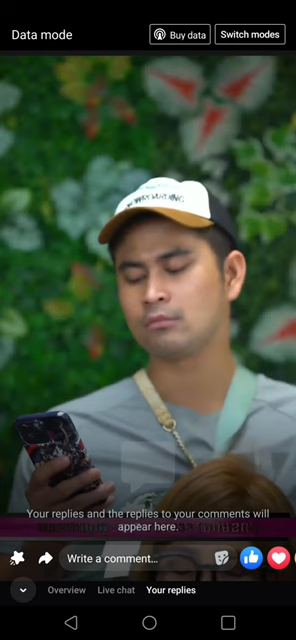 Data mode
Buy data
Switch modes
Your replies and the replies to your comments will
appear here.
Write a comment...
Overview
Live chat
Your replies